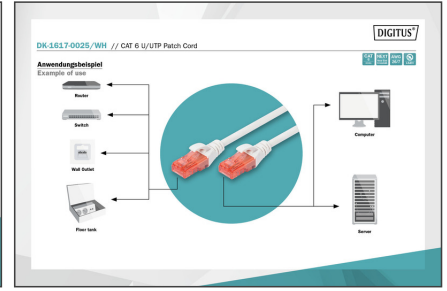 DIGITUS®
DK-1617-0025/WH // CAT 6 U/UTP Patch Cord
Anwendungsbeispiel
Example of use
Router
Switch
Wall Outlet
Floor tank
Computer
Server